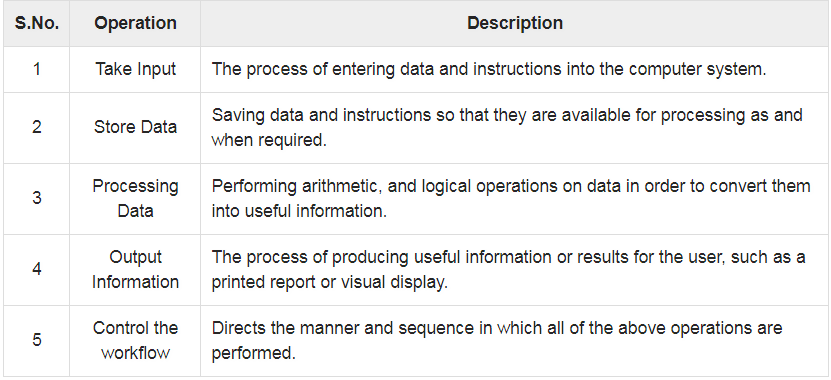 S.No. Operation Description
1 Take Input The process of entering data and instructions into the computer system.
2 Store Data Saving data and instructions so that they are available for processing as and
when required.
3 Processing
Data Performing arithmetic, and logical operations on data in order to convert them
into useful information.
4 Output
Information The process of producing useful information or results for the user, such as a
printed report or visual display.
5 Control the
workflow Directs the manner and sequence in which all of the above operations are
performed.